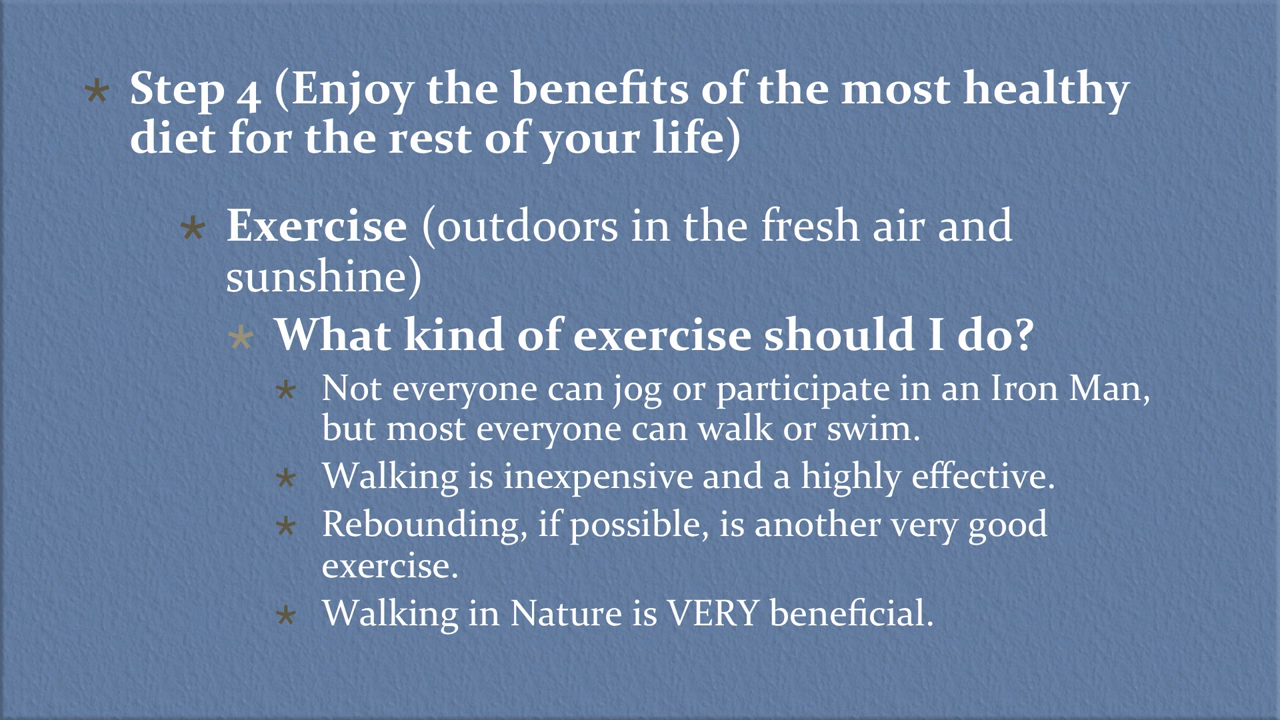 * Step 4 (Enjoy the benefits of the most healthy
diet for the rest of your life)
* Exercise (outdoors in the fresh air and
sunshine)
* What kind of exercise should I do?
* Not everyone can jog or participate in an Iron Man,
but most everyone can walk or swim.
* Walking is inexpensive and a highly effective.
* Rebounding, if possible, is another very good
exercise.
* Walking in Nature is VERY beneficial.